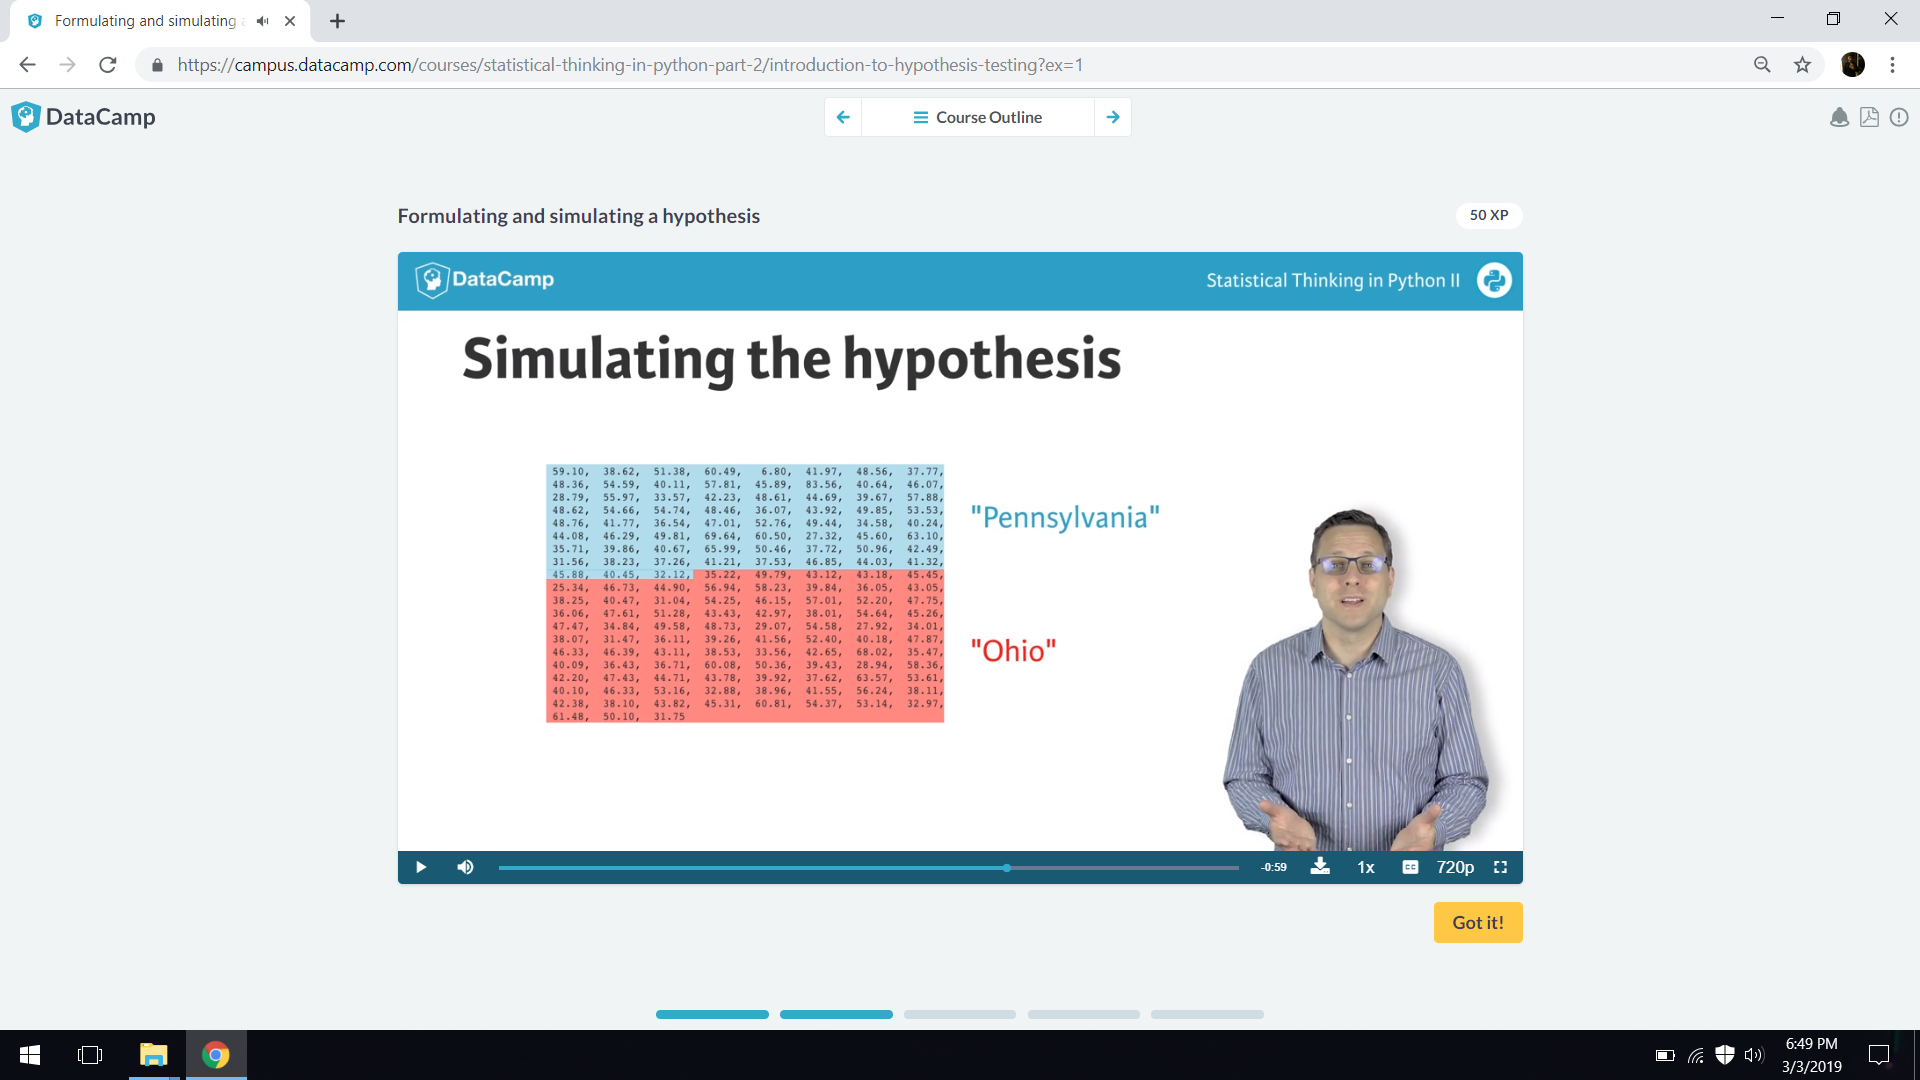 Formulating and simulating a
https://campus.datacamp.com/courses/statistical-thinking-in-python-part-2/introduction-to-hypothesis-testing?ex=1
DataCamp
Course Outline
Formulating and simulating a hypothesis
50 XP
DataCamp
Statistical Thinking in Python II
Simulating the hypothesis
59.10, 38.62, 51.38, 60.49, 6.80, 41.97, 48.56, 37.77,
48.36, 54.59, 40.11, 57.81, 45.89, 83.56, 40.64, 46.07,
28.79, 55.97, 33.57, 42.23, 48.61, 44.69, 39.67, 57.88,
48.62, 54.66, 54.74, 48.46, 36.07, 43.92, 49.85, 53.53,
48.76, 41.77, 36.54, 47.01, 52.76, 49.44, 34.58, 40.24,
44.08, 46.29, 49.81, 69.64, 60.50, 27.32, 45.60, 63.10,
35.71, 39.86, 40.67, 65.99, 50.46, 37.72, 50.96, 42.49,
31.56, 38.23, 37.26, 41.21, 37.53, 46.85, 44.03, 41.32,
45.88, 40.45, 32.12, 35.22, 49.79, 43.12, 43.18, 45.45,
25.34, 46.73, 44.90, 56.94, 58.23, 39.84, 36.05, 43.05,
38.25, 40.47, 31.04, 54.25, 46.15, 57.01, 52.20, 47.75,
36.06, 47.61, 51.28, 43.43, 42.97, 38.01, 54.64, 45.26,
47.47, 34.84, 49.58, 48.73, 29.07, 54.58, 27.92, 34.01,
38.07, 31.47, 36.11, 39.26, 41.56, 52.40, 40.18, 47.87,
46.33, 46.39, 43.11, 38.53, 33.56, 42.65, 68.02, 35.47,
40.09, 36.43, 36.71, 60.08, 50.36, 39.43, 28.94, 58.36,
42.20, 47.43, 44.71, 43.78, 39.92, 37.62, 63.57, 53.61,
40.10, 46.33, 53.16, 32.88, 38.96, 41.55, 56.24, 38.11,
42.38, 38.10, 43.82, 45.31, 60.81, 54.37, 53.14, 32.97,
61.48, 50.10, 31.75
"Pennsylvania"
"Ohio"
-0:59
1x
CC
720p
Got it!
6:49 PM
3/3/2019